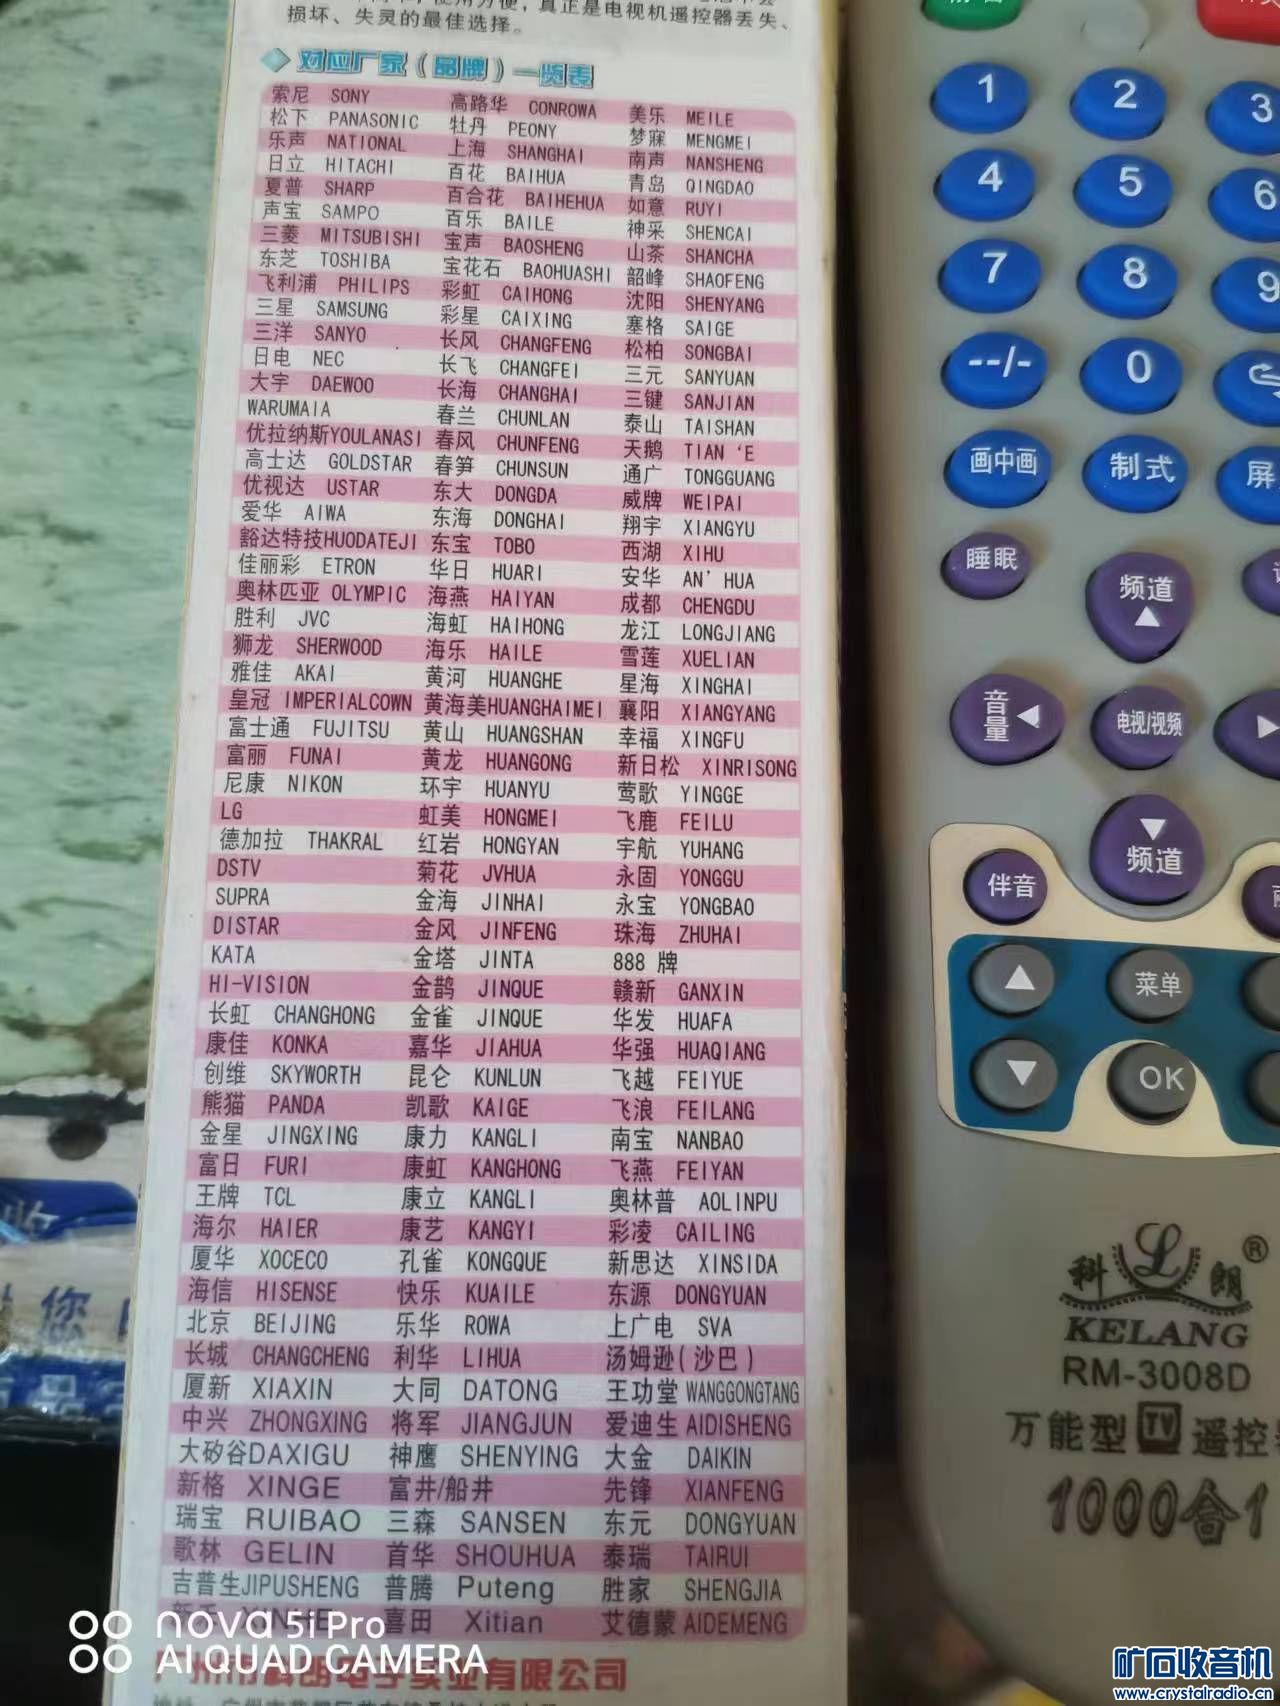 使用方便，真正是电视机遥控器丢失、
损坏、失灵的最佳选择。
对应厂家（品牌）一览表
索尼 SONY 高路华 CONROWA 美乐 MEILE
松下 PANASONIC 牡丹 PEONY 梦寐 MENGMEI
乐声 NATIONAL 上海 SHANGHAI 南声 NANSHENG
日立 HITACHI 百花 BAIHUA 青岛 QINGDAO
夏普 SHARP 百合花 BAIHEHUA 如意 RUYI
声宝 SAMPO 百乐 BAILE 神采 SHENCAI
三菱 MITSUBISHI 宝声 BAOSHENG 山茶 SHANCHA
东芝 TOSHIBA 宝花石 BAOHUASHI 韶峰 SHAOFENG
飞利浦 PHILIPS 彩虹 CAIHONG 沈阳 SHENYANG
三星 SAMSUNG 彩星 CAIXING 塞格 SAIGE
三洋 SANYO 长风 CHANGFENG 松柏 SONGBAI
日电 NEC 长飞 CHANGFEI 三元 SANYUAN
大宇 DAEWOO 长海 CHANGHAI 三键 SANJIAN
WARUMAIA 春兰 CHUNLAN 泰山 TAISHAN
优拉纳斯YOULANASI 春风 CHUNFENG 天鹅 TIAN‘E
高士达 GOLDSTAR 春笋 CHUNSUN 通广 TONGGUANG
优视达 USTAR 东大 DONGDA 威牌 WEIPAI
爱华 AIWA 东海 DONGHAI 翔宇 XIANGYU
豁达特技HUODATEJI 东宝 TOBO 西湖 XIHU
佳丽彩 ETRON 华日 HUARI 安华 AN’HUA
奥林匹亚 OLYMPIC 海燕 HAIYAN 成都 CHENGDU
胜利 JVC 海虹 HAIHONG 龙江 LONGJIANG
狮龙 SHERWOOD 海乐 HAILE 雪莲 XUELIAN
雅佳 AKAI 黄河 HUANGHE 星海 XINGHAI
皇冠 IMPERIALCOWN 黄海美HUANGHAIMEI 襄阳 XIANGYANG
富士通 FUJITSU 黄山 HUANGSHAN 幸福 XINGFU
富丽 FUNAI 黄龙 HUANGONG 新日松 XINRISONG
尼康 NIKON 环宇 HUANYU 莺歌 YINGGE
LG 虹美 HONGMEI 飞鹿 FEILU
德加拉 THAKRAL 红岩 HONGYAN 宇航 YUHANG
DSTV 菊花 JVHUA 永固 YONGGU
SUPRA 金海 JINHAI 永宝 YONGBAO
DISTAR 金风 JINFENG 珠海 ZHUHAI
KATA 金塔 JINTA 888 牌
HI-VISION 金鹊 JINQUE 赣新 GANXIN
长虹 CHANGHONG 金雀 JINQUE 华发 HUAFA
康佳 KONKA 嘉华 JIAHUA 华强 HUAQIANG
创维 SKYWORTH 昆仑 KUNLUN 飞越 FEIYUE
熊猫 PANDA 凯歌 KAIGE 飞浪 FEILANG
金星 JINGXING 康力 KANGLI 南宝 NANBAO
富日 FURI 康虹 KANGHONG 飞燕 FEIYAN
王牌 TCL 康立 KANGLI 奥林普 AOLINPU
海尔 HAIER 康艺 KANGYI 彩凌 CAILING
厦华 XOCECO 孔雀 KONGQUE 新思达 XINSIDA
海信 HISENSE 快乐 KUAILE 东源 DONGYUAN
北京 BEIJING 乐华 ROWA 上广电 SVA
长城 CHANGCHENG 利华 LIHUA 汤姆逊(沙巴)
厦新 XIAXIN 大同 DATONG 王功堂 WANGGONGTANG
中兴 ZHONGXING 将军 JIANGJUN 爱迪生 AIDISHENG
大矽谷DAXIGU 神鹰 SHENYING 大金 DAIKIN
新格 XINGE 富井/船井 先锋 XIANFENG
瑞宝 RUIBAO 三森 SANSEN 东元 DONGYUAN
歌林 GELIN 首华 SHOUHUA 泰瑞 TAIRUI
吉普生JIPUSHENG 普腾 Puteng 胜家 SHENGJIA
喜田 Xitian 艾德蒙 AIDEMENG
广州市科朗电子实业有限公司
1 2 3
4 5 6
7 8 9
--/- 0
画中画 制式 屏
睡眠 频道
音量 电视/视频
频道
伴音
菜单
OK
科 L 朗 ®
KELANG
RM-3008D
万能型 TV 遥控
1000合1
nova 5i Pro
AI QUAD CAMERA
矿石收音机
www.crystalradio.cn